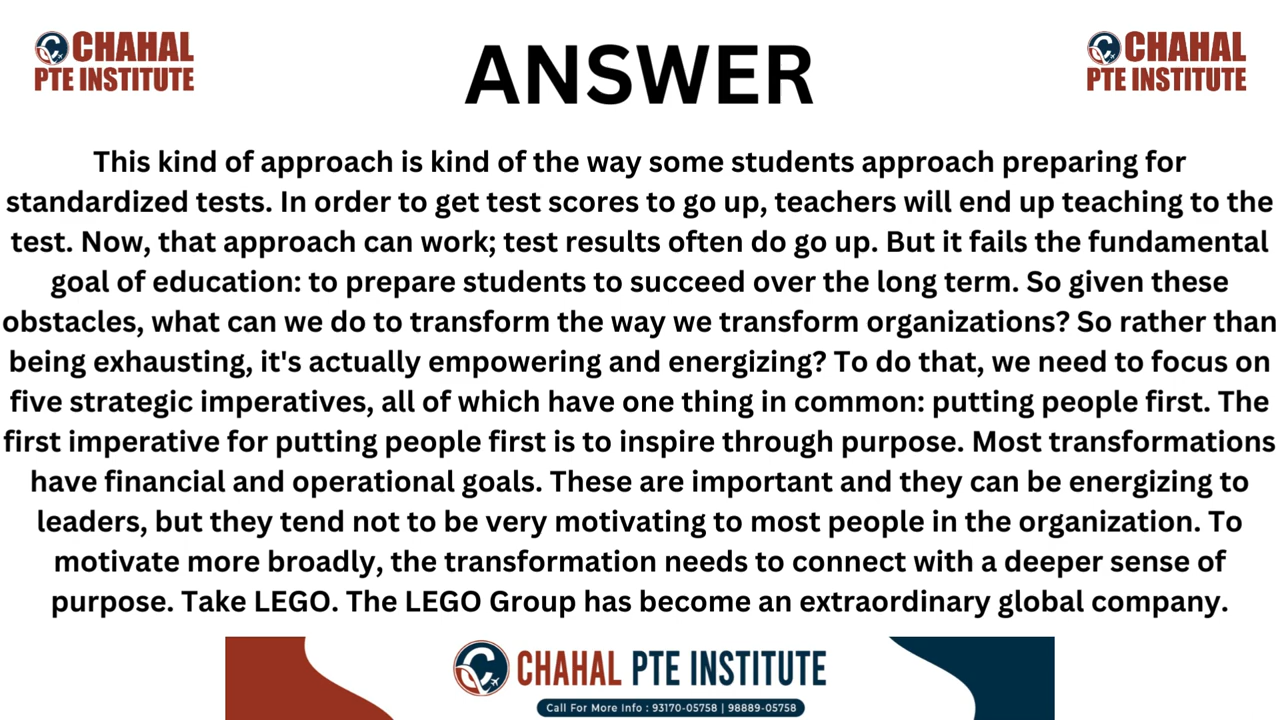 CHAHAL
PTE INSTITUTE
ANSWER
CHAHAL
PTE INSTITUTE
This kind of approach is kind of the way some students approach preparing for
standardized tests. In order to get test scores to go up, teachers will end up teaching to the
test. Now, that approach can work; test results often do go up. But it fails the fundamental
goal of education: to prepare students to succeed over the long term. So given these
obstacles, what can we do to transform the way we transform organizations? So rather than
being exhausting, it's actually empowering and energizing? To do that, we need to focus on
five strategic imperatives, all of which have one thing in common: putting people first. The
first imperative for putting people first is to inspire through purpose. Most transformations
have financial and operational goals. These are important and they can be energizing to
leaders, but they tend not to be very motivating to most people in the organization. To
motivate more broadly, the transformation needs to connect with a deeper sense of
purpose. Take LEGO. The LEGO Group has become an extraordinary global company.
CHAHAL PTE INSTITUTE
Call For More Info : 93170-05758 | 98889-05758